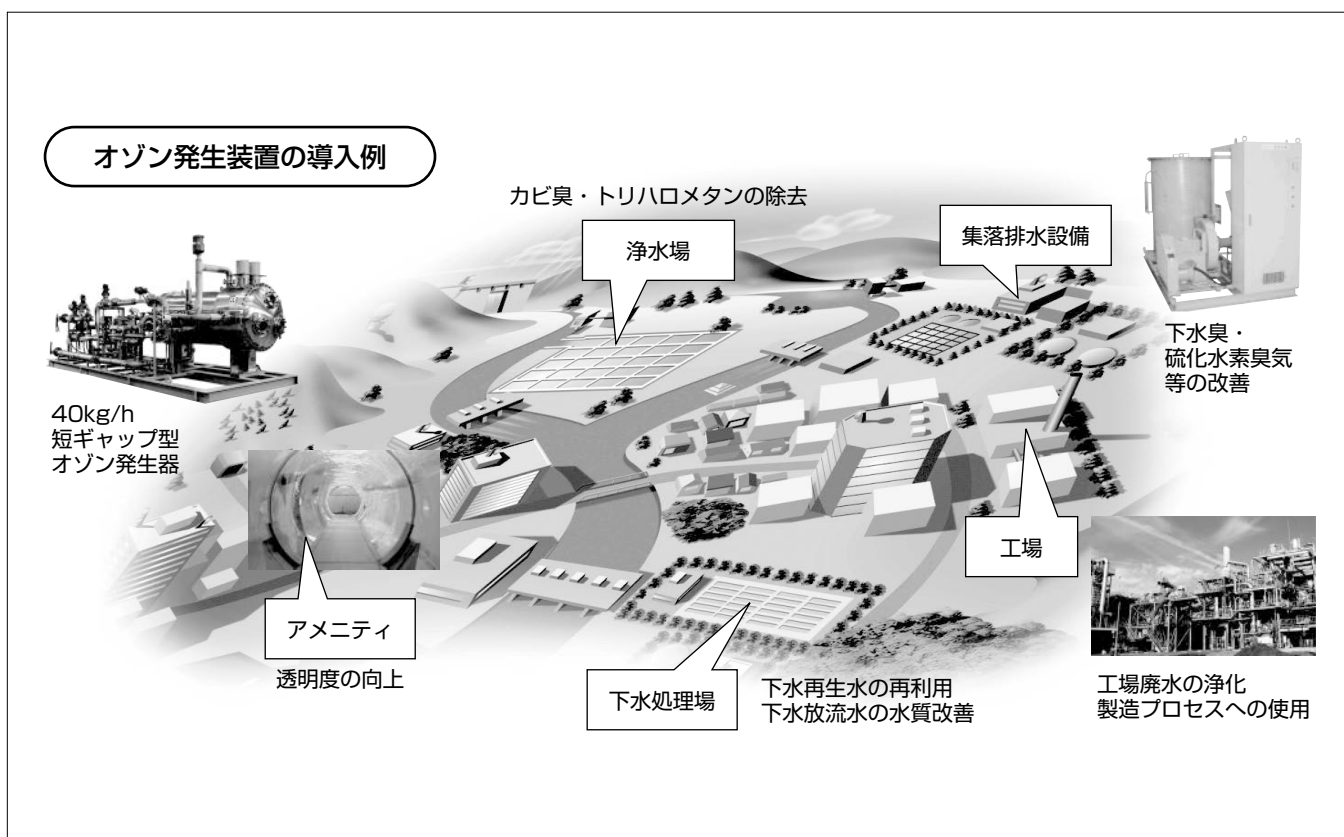 オゾン発生装置の導入例
カビ臭・トリハロメタンの除去
浄水場
集落排水設備
下水臭・
硫化水素臭気
等の改善
40kg/h
短ギャップ型
オゾン発生器
工場
アメニティ
透明度の向上
下水処理場
下水再生水の再利用
下水放流水の水質改善
工場廃水の浄化
製造プロセスへの使用